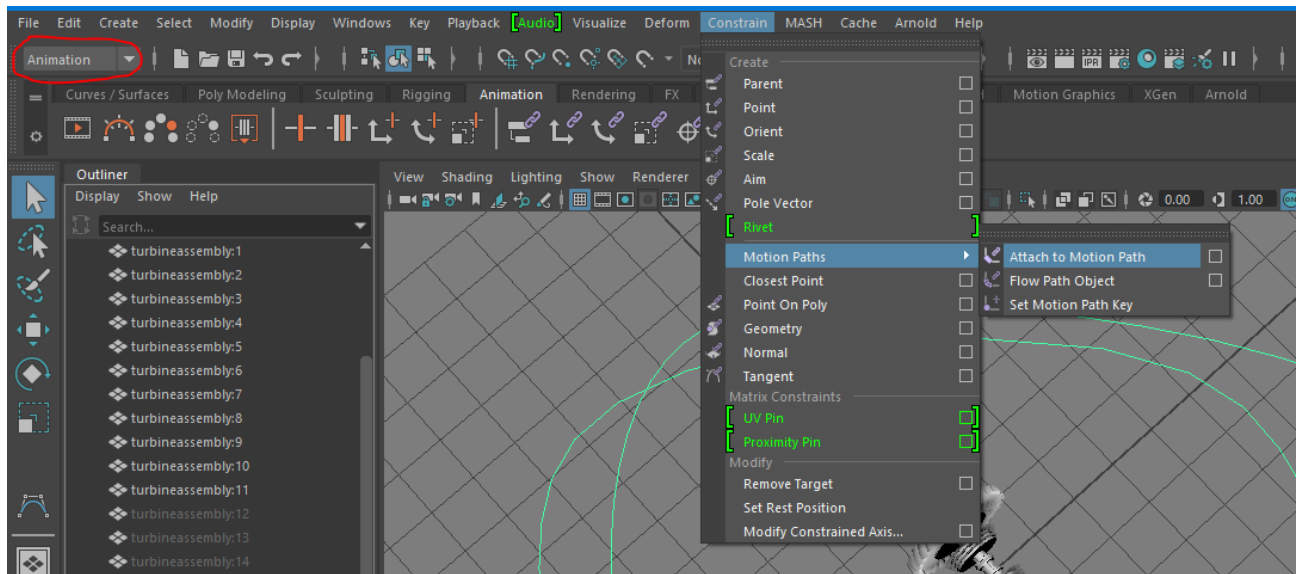 File Edit Create Select Modify Display Windows Key Playback [Audio] Visualize Deform Constrain MASH Cache Arnold Help
Animation
IPR
Curves / Surfaces Poly Modeling Sculpting Rigging Animation Rendering FX Motion Graphics XGen Arnold
Outliner
Display Show Help
Search...
turbineassembly:1
turbineassembly:2
turbineassembly:3
turbineassembly:4
turbineassembly:5
turbineassembly:6
turbineassembly:7
turbineassembly:8
turbineassembly:9
turbineassembly:10
turbineassembly:11
turbineassembly:12
turbineassembly:13
turbineassembly:14
View Shading Lighting Show Renderer
0.00 1.00
Create
Parent
Point
Orient
Scale
Aim
Pole Vector
[Rivet]
Motion Paths
Closest Point
Point On Poly
Geometry
Normal
Tangent
Matrix Constraints
[UV Pin]
[Proximity Pin]
Modify
Remove Target
Set Rest Position
Modify Constrained Axis...
Attach to Motion Path
Flow Path Object
Set Motion Path Key